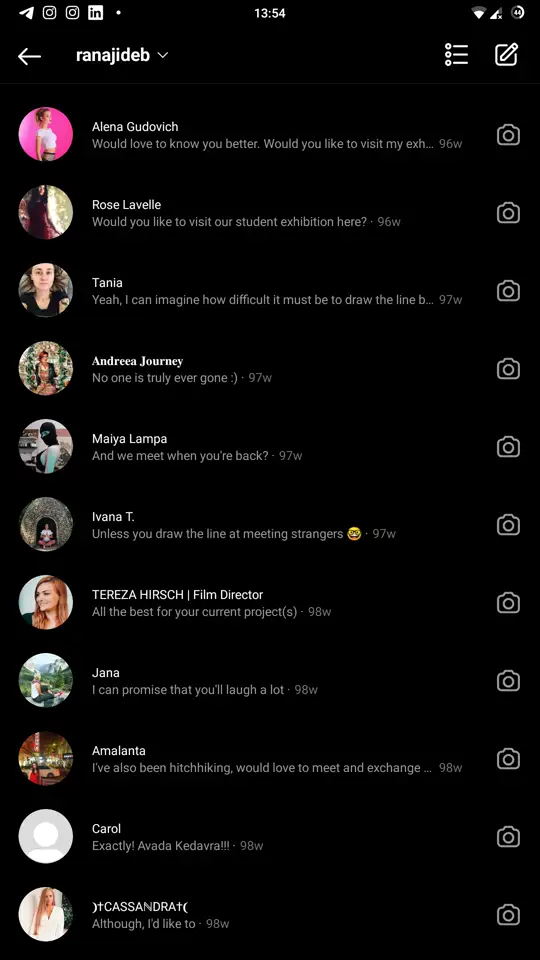 13:54
44
ranajideb
Alena Gudovich
Would love to know you better. Would you like to visit my exh... 96w
Rose Lavelle
Would you like to visit our student exhibition here? · 96w
Tania
Yeah, I can imagine how difficult it must be to draw the line b... 97w
𝐀𝐧𝐝𝐫𝐞𝐞𝐚 𝐉𝐨𝐮𝐫𝐧𝐞𝐲
No one is truly ever gone :) · 97w
Maiya Lampa
And we meet when you're back? · 97w
Ivana T.
Unless you draw the line at meeting strangers 🤓 · 97w
TEREZA HIRSCH | Film Director
All the best for your current project(s) · 98w
Jana
I can promise that you'll laugh a lot · 98w
Amalanta
I've also been hitchhiking, would love to meet and exchange ... 98w
Carol
Exactly! Avada Kedavra!!! · 98w
❩†CASSAℕDRA†❨
Although, I'd like to · 98w